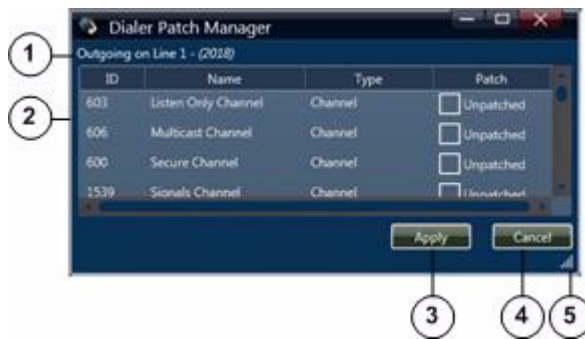 Dialer Patch Manager
1
Outgoing on Line 1 - (2018)
ID Name Type Patch
2
603 Listen Only Channel Channel Unpatched
606 Multicast Channel Channel Unpatched
600 Secure Channel Channel Unpatched
1539 Signals Channel Channel Unpatched
Apply Cancel
3 4 5